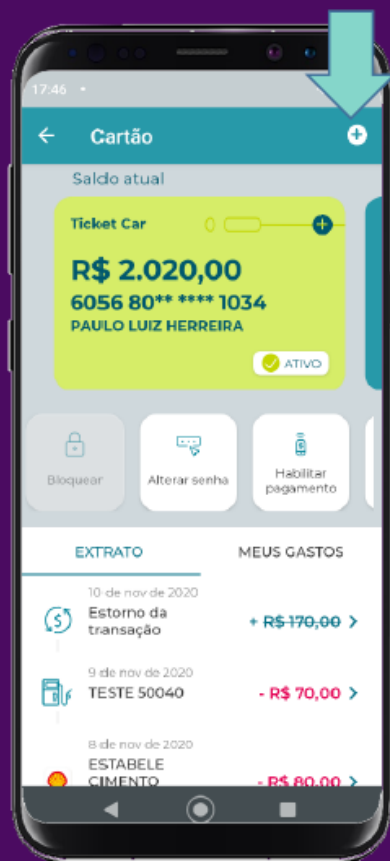 17:46
Cartão
Saldo atual
Ticket Car
R$ 2.020,00
6056 80** **** 1034
PAULO LUIZ HERREIRA
ATIVO
Bloquear
Alterar senha
Habilitar
pagamento
EXTRATO
MEUS GASTOS
10 de nov de 2020
Estorno da
transação
+ R$ 170,00
9 de nov de 2020
TESTE 50040
- R$ 70,00
8 de nov de 2020
ESTABELE
CIMENTO
- R$ 80,00